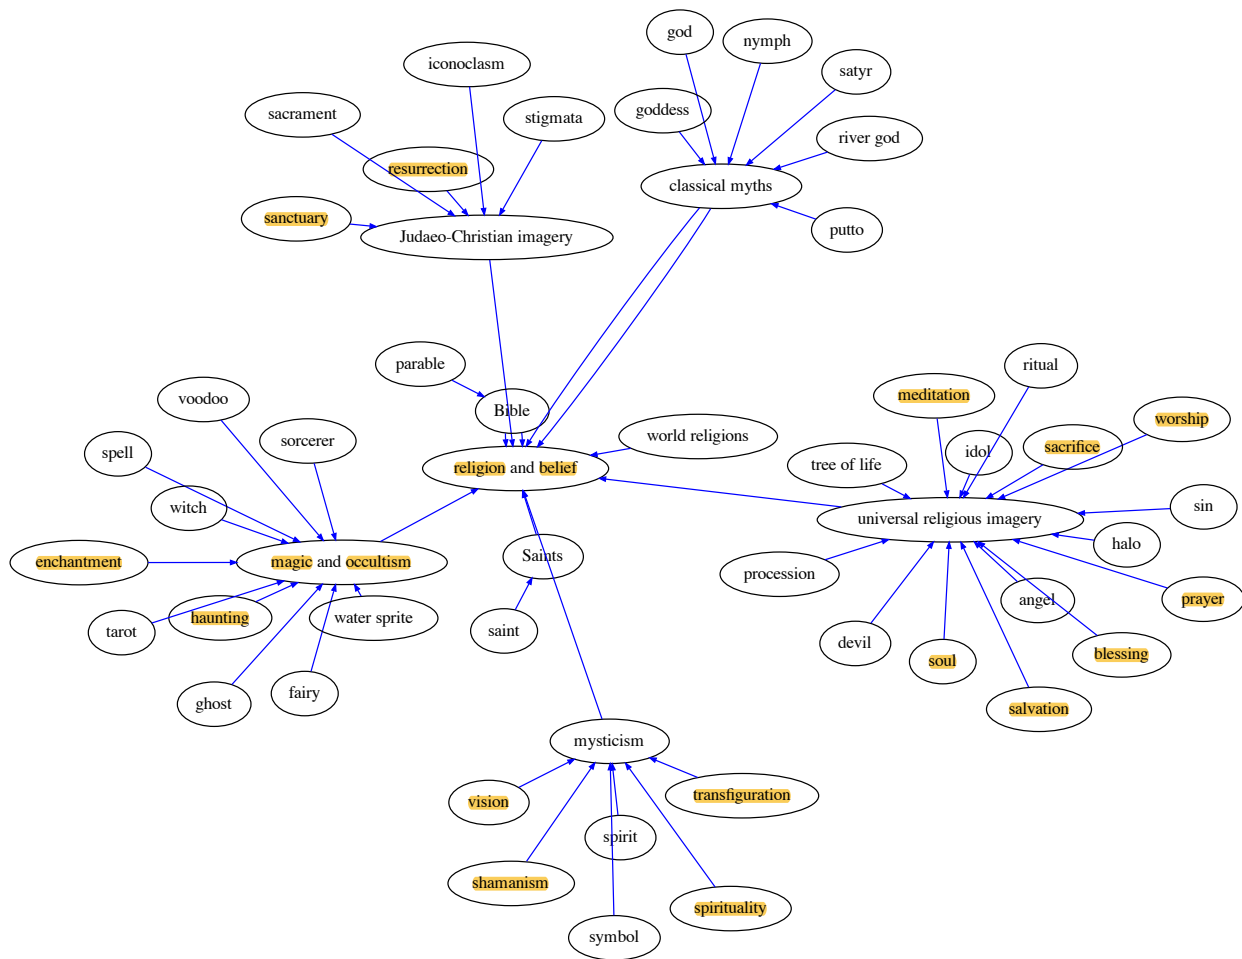 god
nymph
iconoclasm
satyr
sacrament
goddess
stigmata
river god
resurrection
classical myths
sanctuary
putto
Judaeo-Christian imagery
parable
ritual
meditation
voodoo
Bible
worship
sorcerer
world religions
sacrifice
spell
idol
tree of life
religion and belief
witch
sin
universal religious imagery
halo
Saints
enchantment
magic and occultism
procession
prayer
angel
haunting
water sprite
tarot
saint
devil
blessing
soul
fairy
ghost
salvation
mysticism
transfiguration
vision
spirit
shamanism
spirituality
symbol